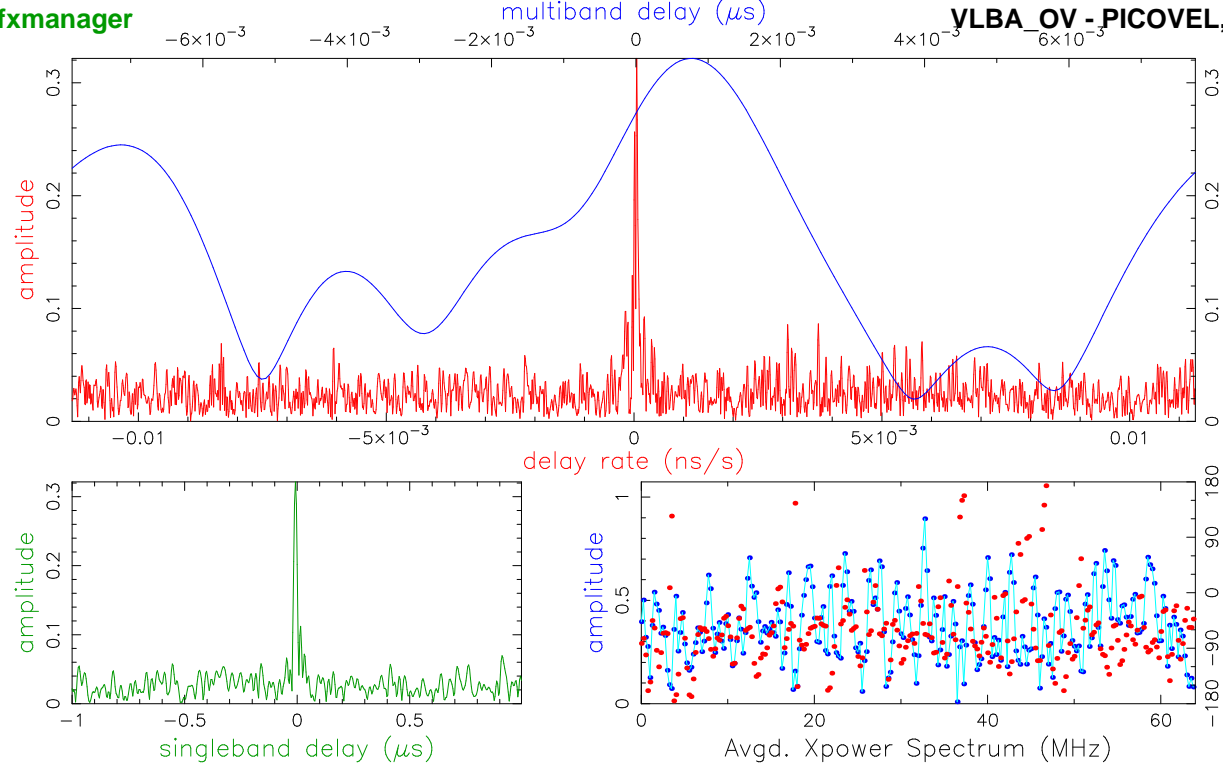 fxmanager
multiband delay (μs)
VLBA_OV - PICOVEL,
−6×10⁻³ −4×10⁻³ −2×10⁻³ 0 2×10⁻³ 4×10⁻³ 6×10⁻³
amplitude
0 0.1 0.2 0.3
0 0.1 0.2 0.3
−0.01 −5×10⁻³ 0 5×10⁻³ 0.01
delay rate (ns/s)
amplitude
0 0.1 0.2 0.3
−1 −0.5 0 0.5
singleband delay (μs)
amplitude
0 0.5 1
−180 −90 0 90 180
0 20 40 60
Avgd. Xpower Spectrum (MHz)